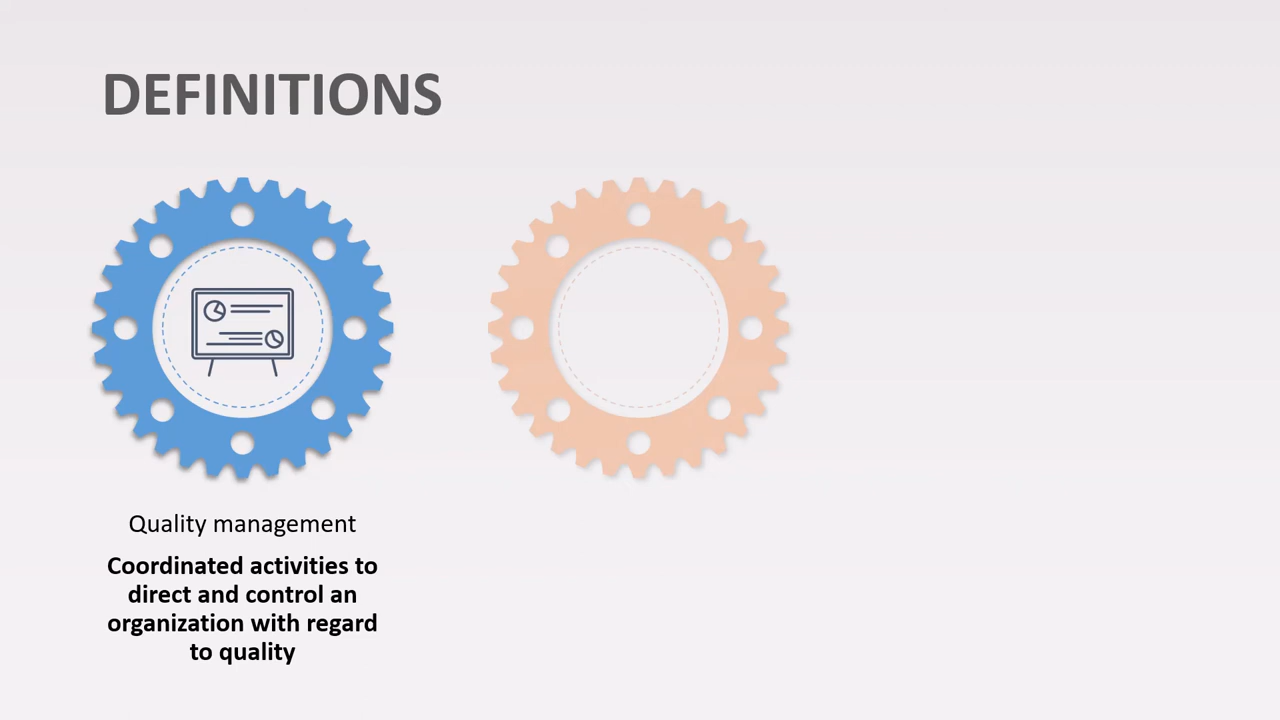 DEFINITIONS
Quality management
Coordinated activities to
direct and control an
organization with regard
to quality